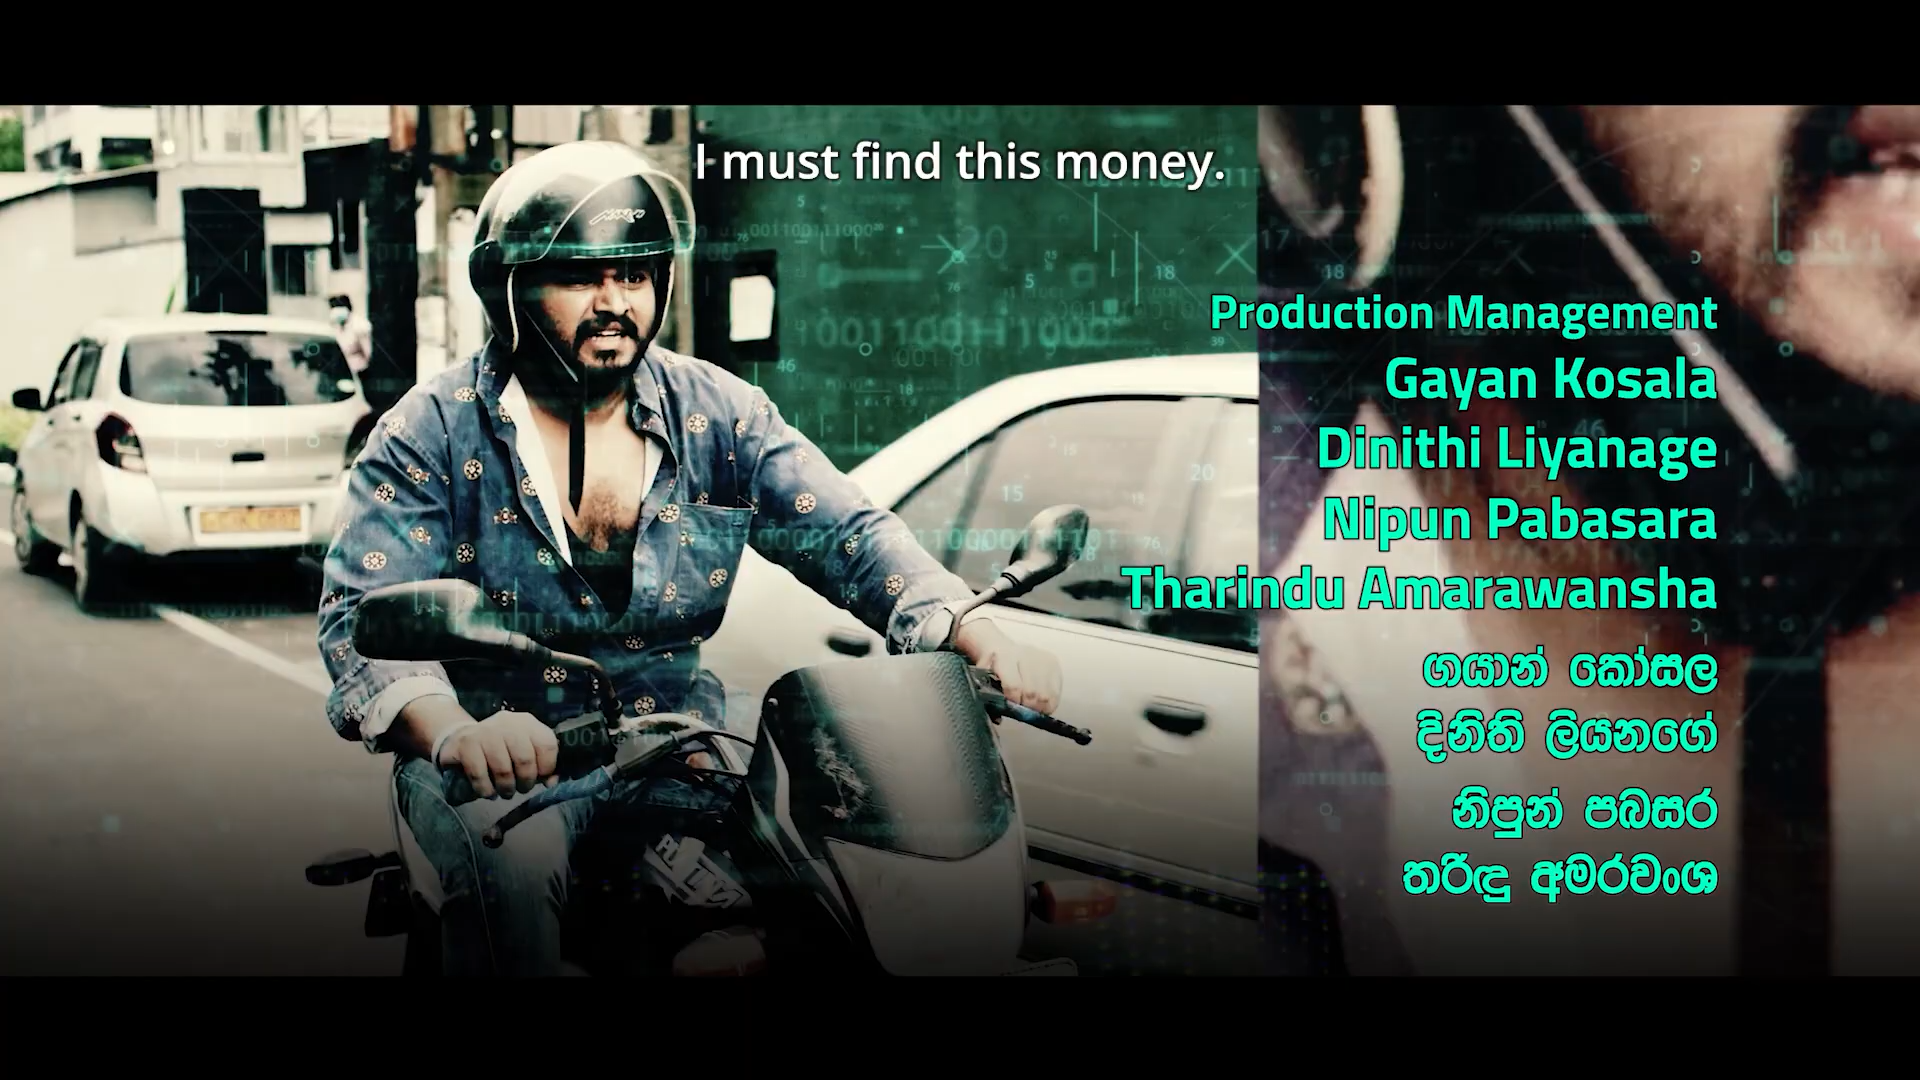 I must find this money.
Production Management
Gayan Kosala
Dinithi Liyanage
Nipun Pabasara
Tharindu Amarawansha
ගයාන් කෝසල
දිනිති ලියනගේ
නිපුන් පබසර
තරිඳු අමරවංශ